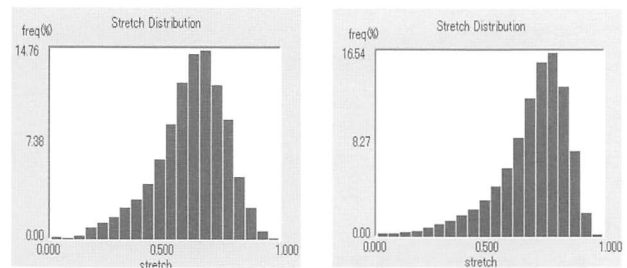 Stretch Distribution
freq(%)
14.76
7.38
0.00
0.000 0.500 1.000
stretch
Stretch Distribution
freq(%)
16.54
8.27
0.00
0.000 0.500 1.000
stretch